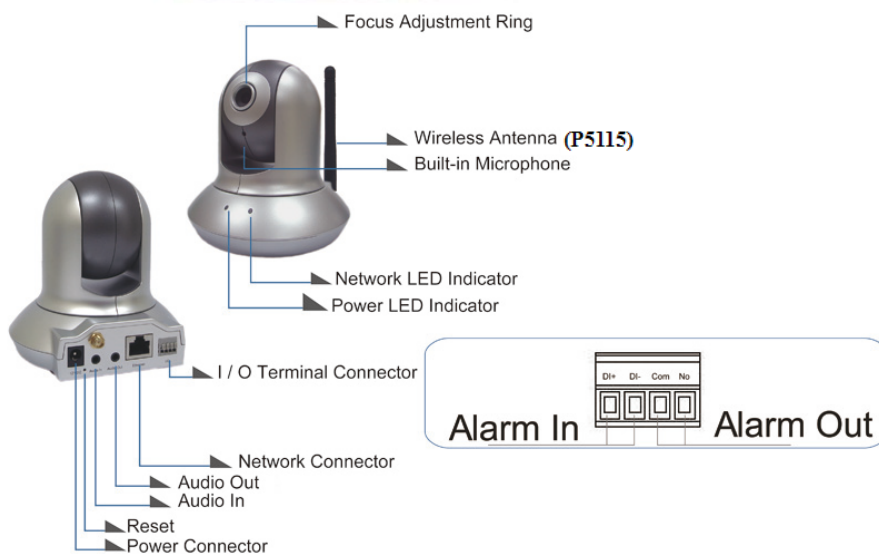 Focus Adjustment Ring
Wireless Antenna (P5115)
Built-in Microphone
Network LED Indicator
Power LED Indicator
I / O Terminal Connector
DI+ DI- Com No
Alarm In Alarm Out
Network Connector
Audio Out
Audio In
Reset
Power Connector